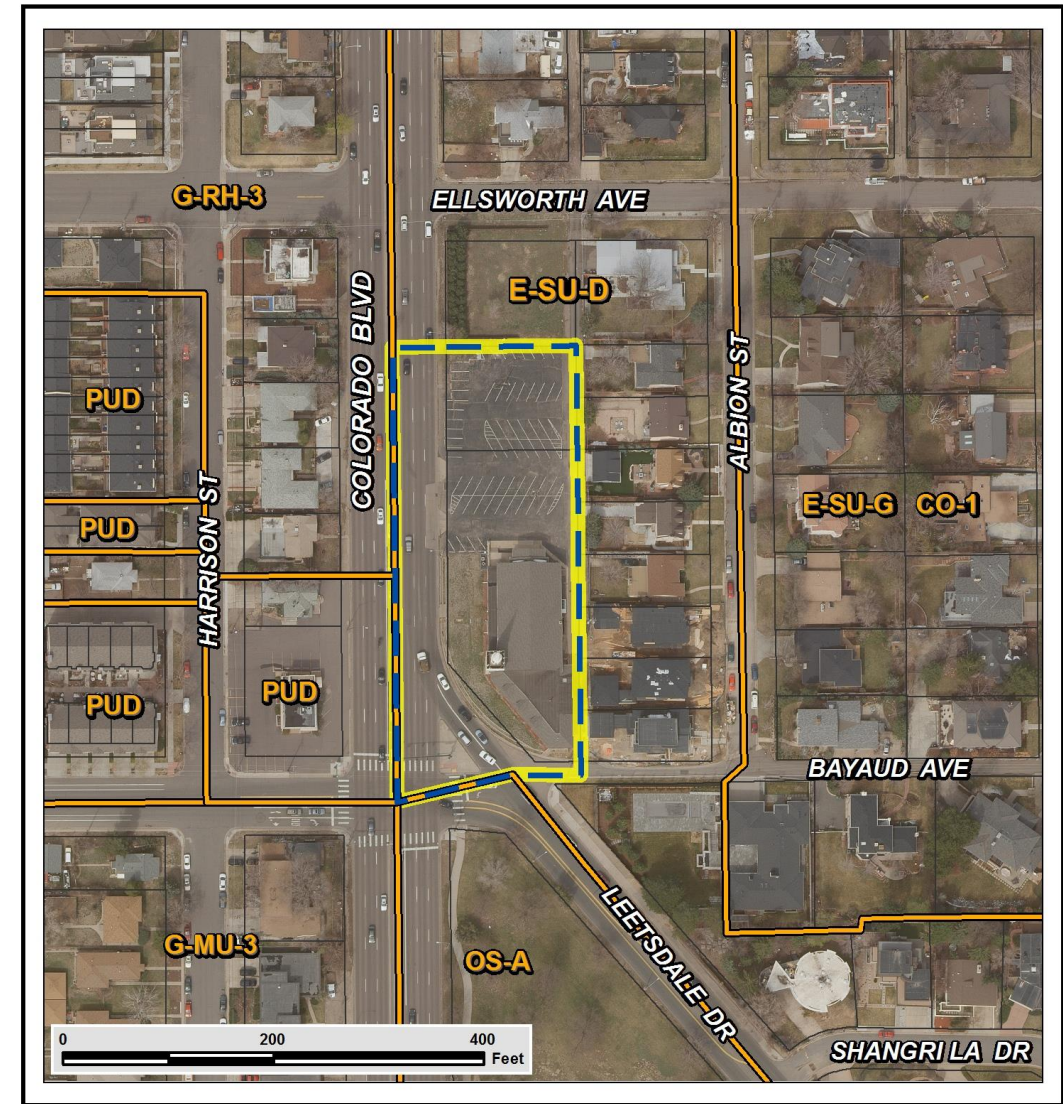 G-RH-3
ELLSWORTH AVE
E-SU-D
COLORADO BLVD
PUD
ALBION ST
HARRISON ST
E-SU-G CO-1
PUD
PUD
PUD
BAYAUD AVE
LEETSDALE DR
G-MU-3
OS-A
SHANGRI LA DR
0 200 400
Feet